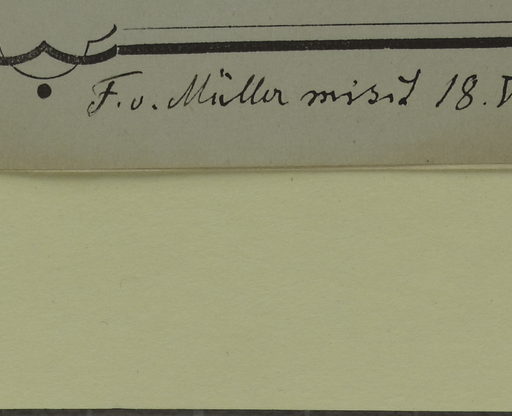 F. v. Müller misit 18. V